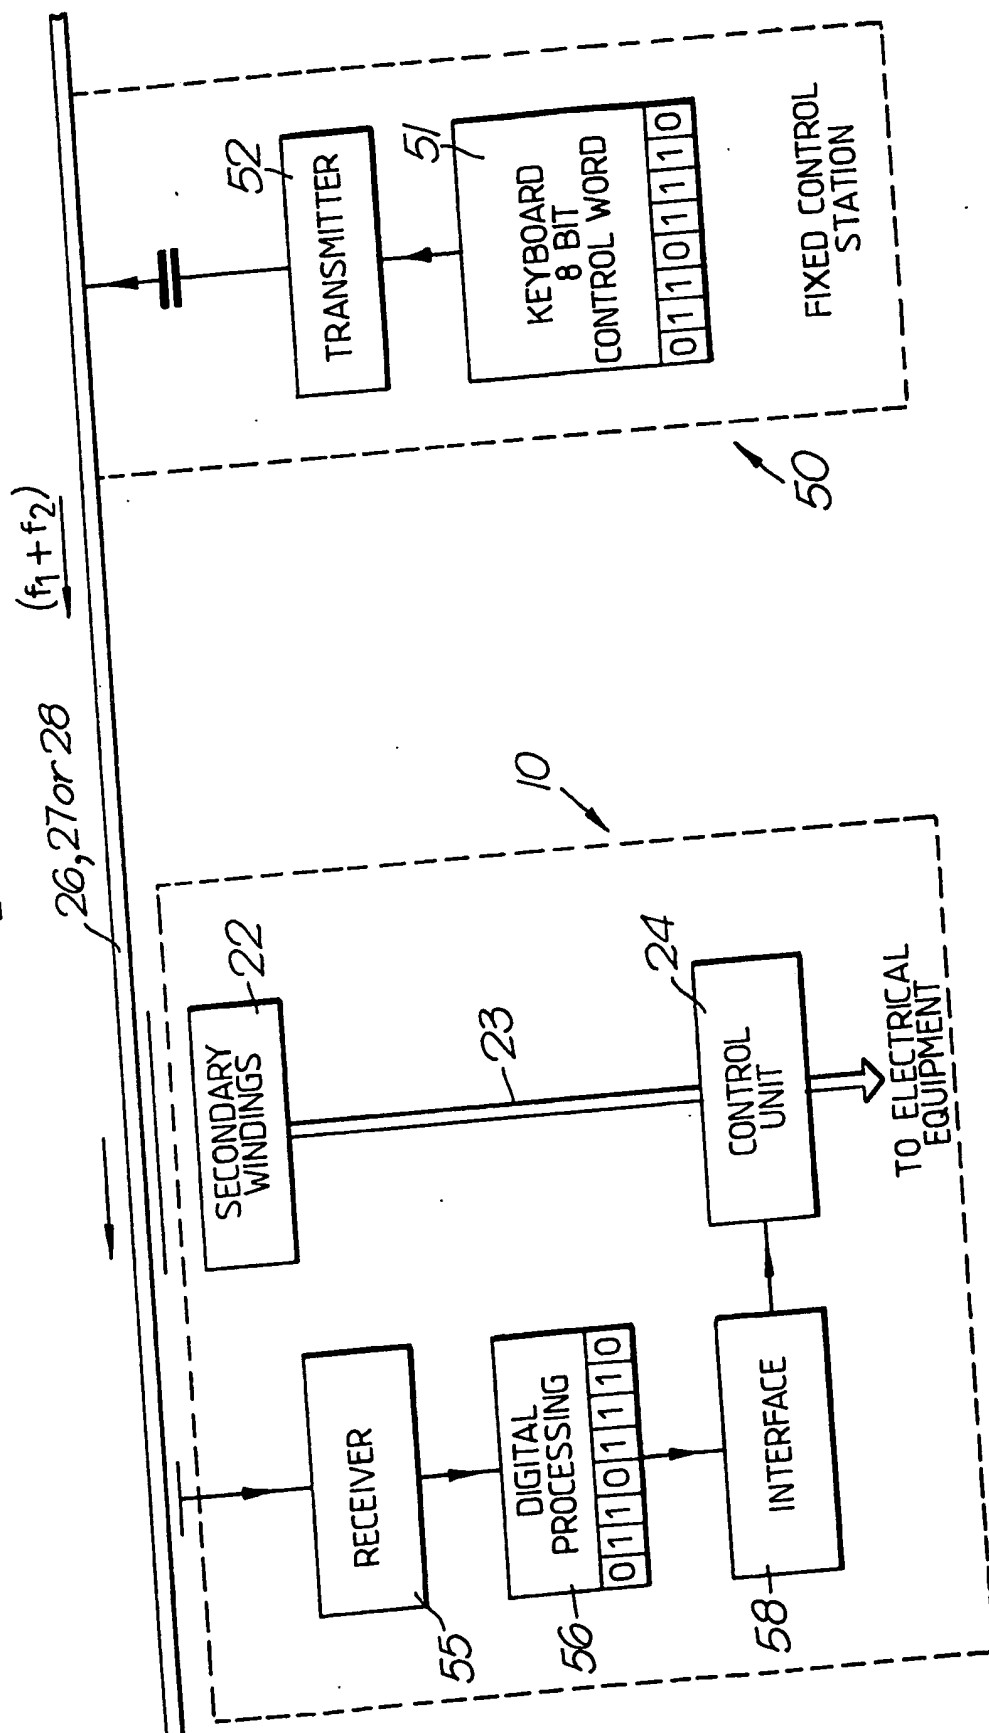 26, 27 or 28
(f1 + f2)
10
SECONDARY
WINDINGS
22
23
RECEIVER
55
DIGITAL
PROCESSING
0 1 1 0 1 1 1 0
56
INTERFACE
58
CONTROL
UNIT
24
TO ELECTRICAL
EQUIPMENT
TRANSMITTER
52
KEYBOARD
8 BIT
CONTROL WORD
0 1 1 0 1 1 1 0
51
FIXED CONTROL
STATION
50